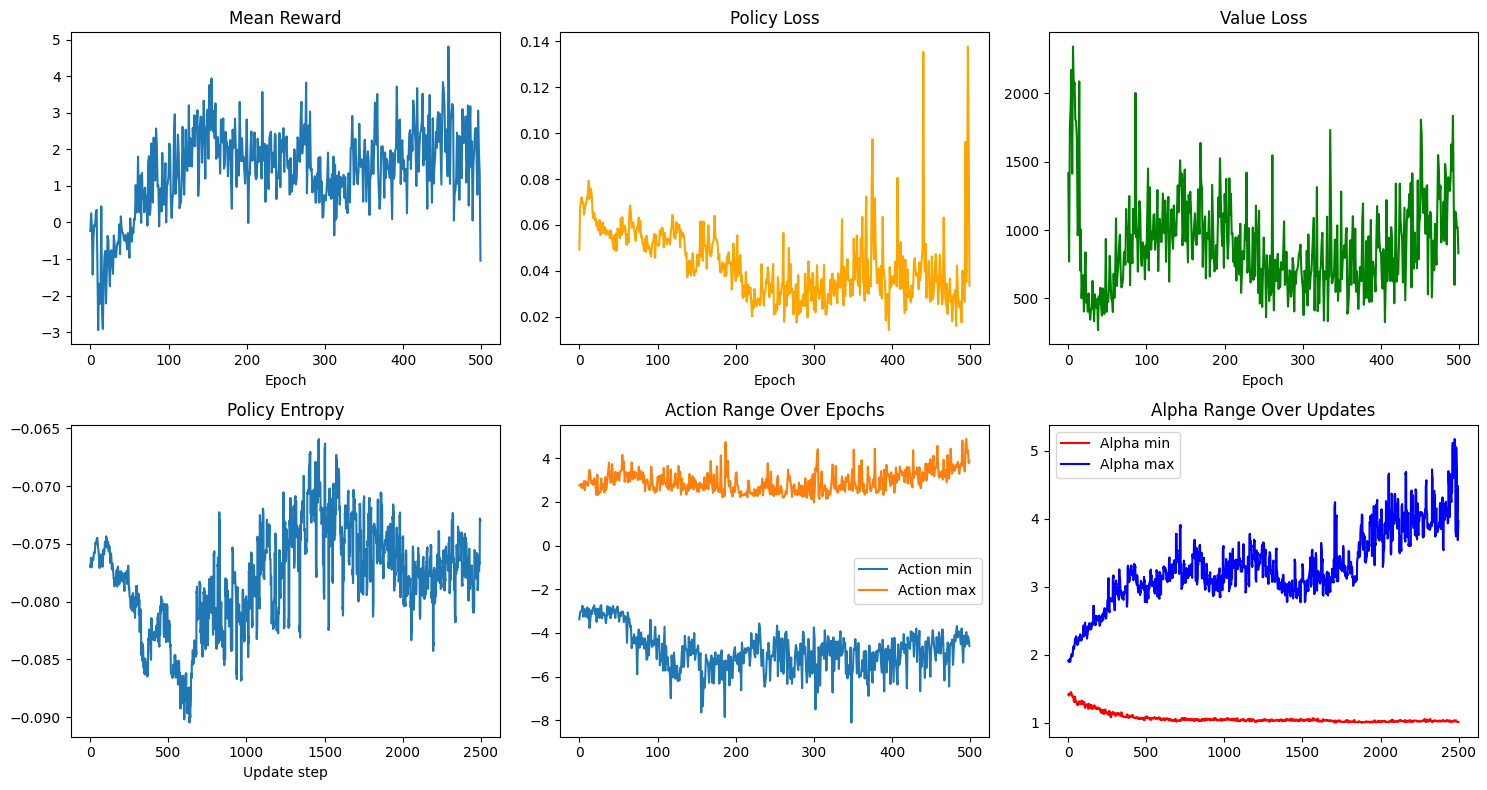 Mean Reward
5
4
3
2
1
0
−1
−2
−3
0 100 200 300 400 500
Epoch
Policy Loss
0.14
0.12
0.10
0.08
0.06
0.04
0.02
0 100 200 300 400 500
Epoch
Value Loss
2000
1500
1000
500
0 100 200 300 400 500
Epoch
Policy Entropy
−0.065
−0.070
−0.075
−0.080
−0.085
−0.090
0 500 1000 1500 2000 2500
Update step
Action Range Over Epochs
4
2
0
−2
−4
−6
−8
Action min
Action max
0 100 200 300 400 500
Alpha Range Over Updates
Alpha min
Alpha max
5
4
3
2
1
0 500 1000 1500 2000 2500